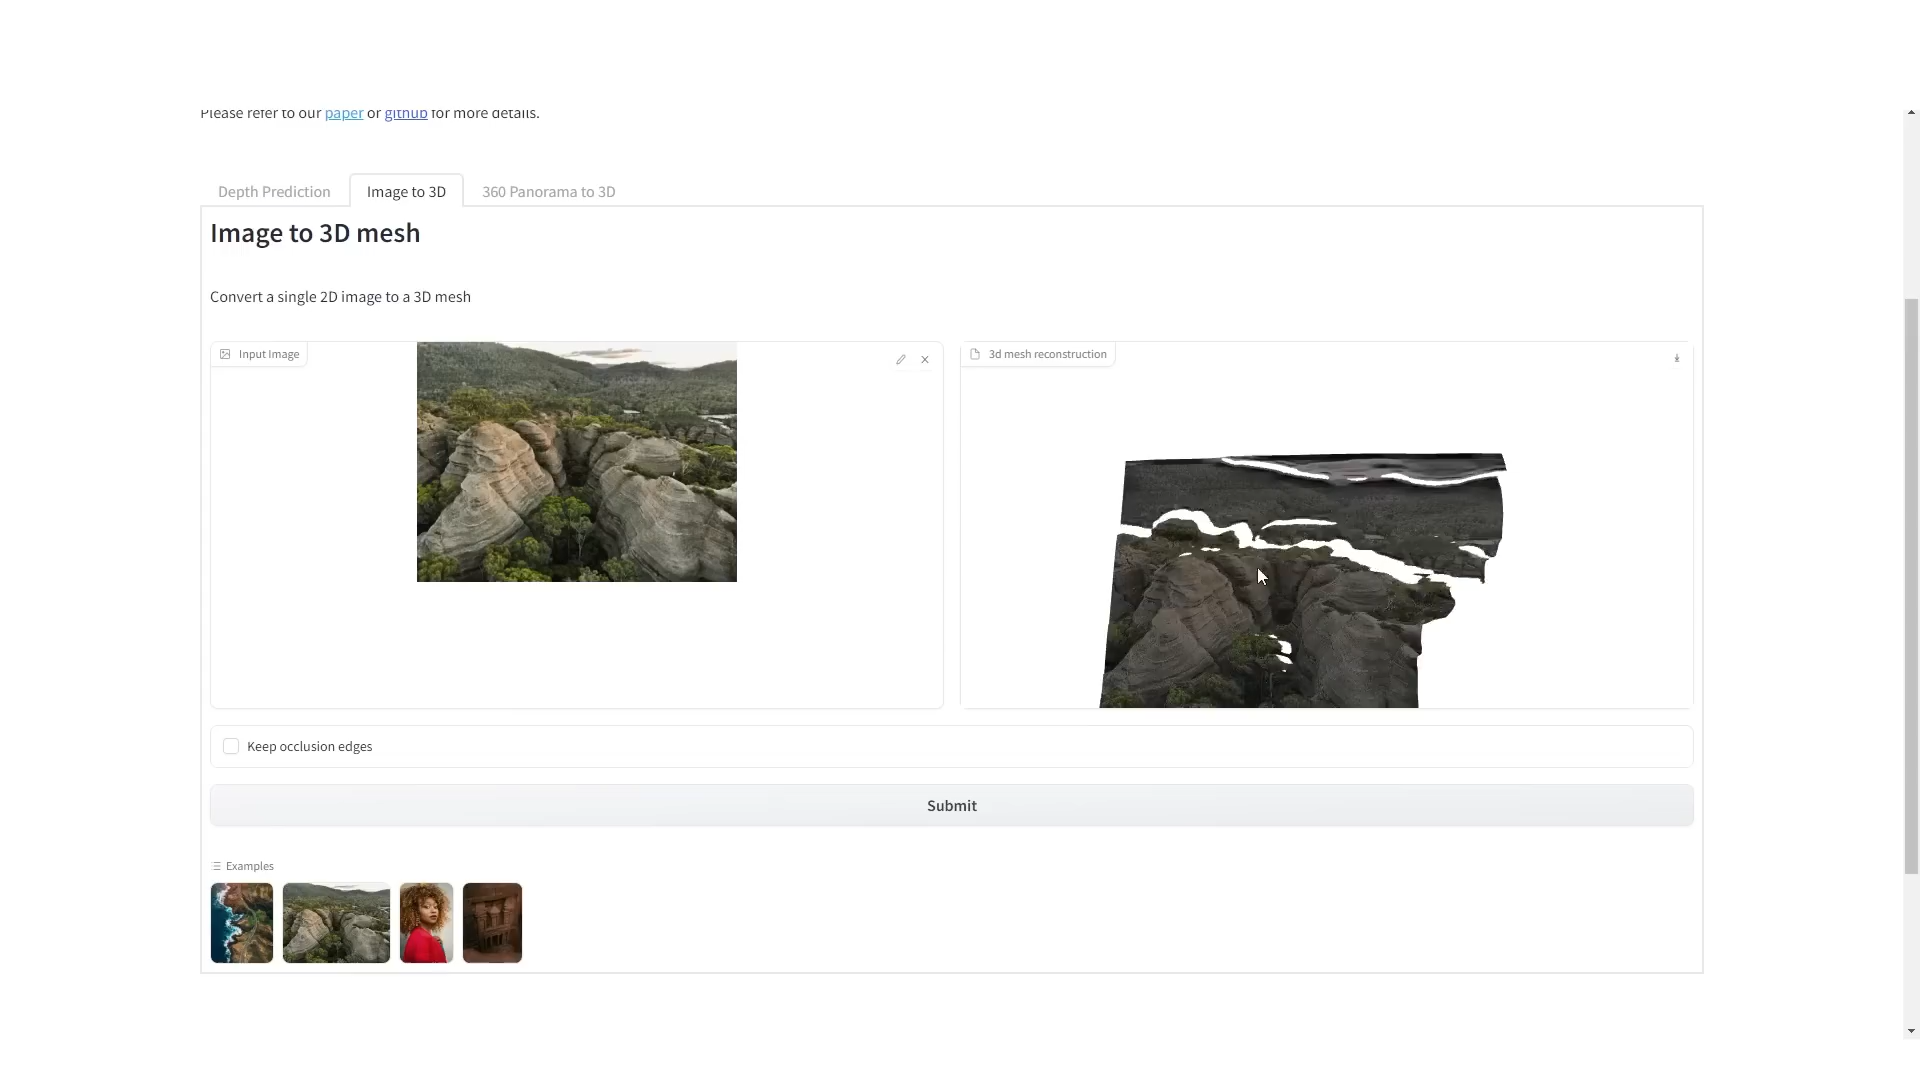 Please refer to our paper or github for more details.
Depth Prediction
Image to 3D
360 Panorama to 3D
Image to 3D mesh
Convert a single 2D image to a 3D mesh
Input Image
3d mesh reconstruction
Keep occlusion edges
Submit
Examples